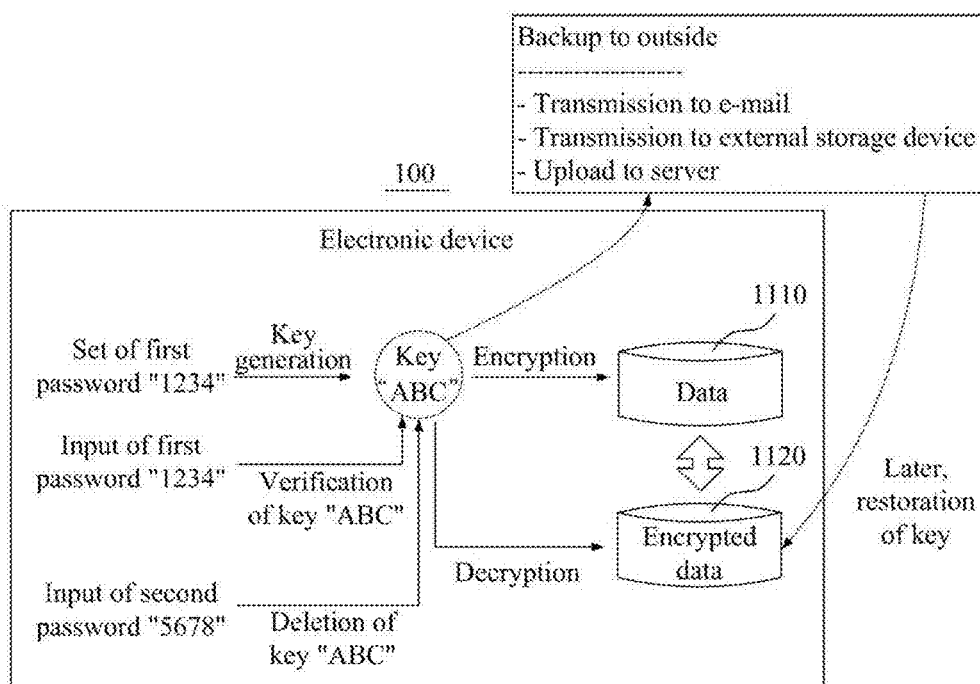 Backup to outside
- Transmission to e-mail
- Transmission to external storage device
- Upload to server
100
Electronic device
Set of first
password "1234"
Key
generation
Key
"ABC"
Encryption
1110
Data
Input of first
password "1234"
Verification
of key "ABC"
1120
Encrypted
data
Decryption
Later,
restoration
of key
Input of second
password "5678"
Deletion of
key "ABC"